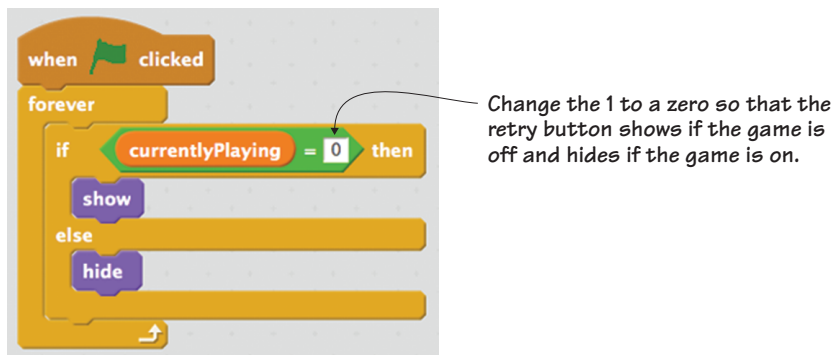 when clicked
forever
if currentlyPlaying = 0 then
show
else
hide
Change the 1 to a zero so that the
retry button shows if the game is
off and hides if the game is on.